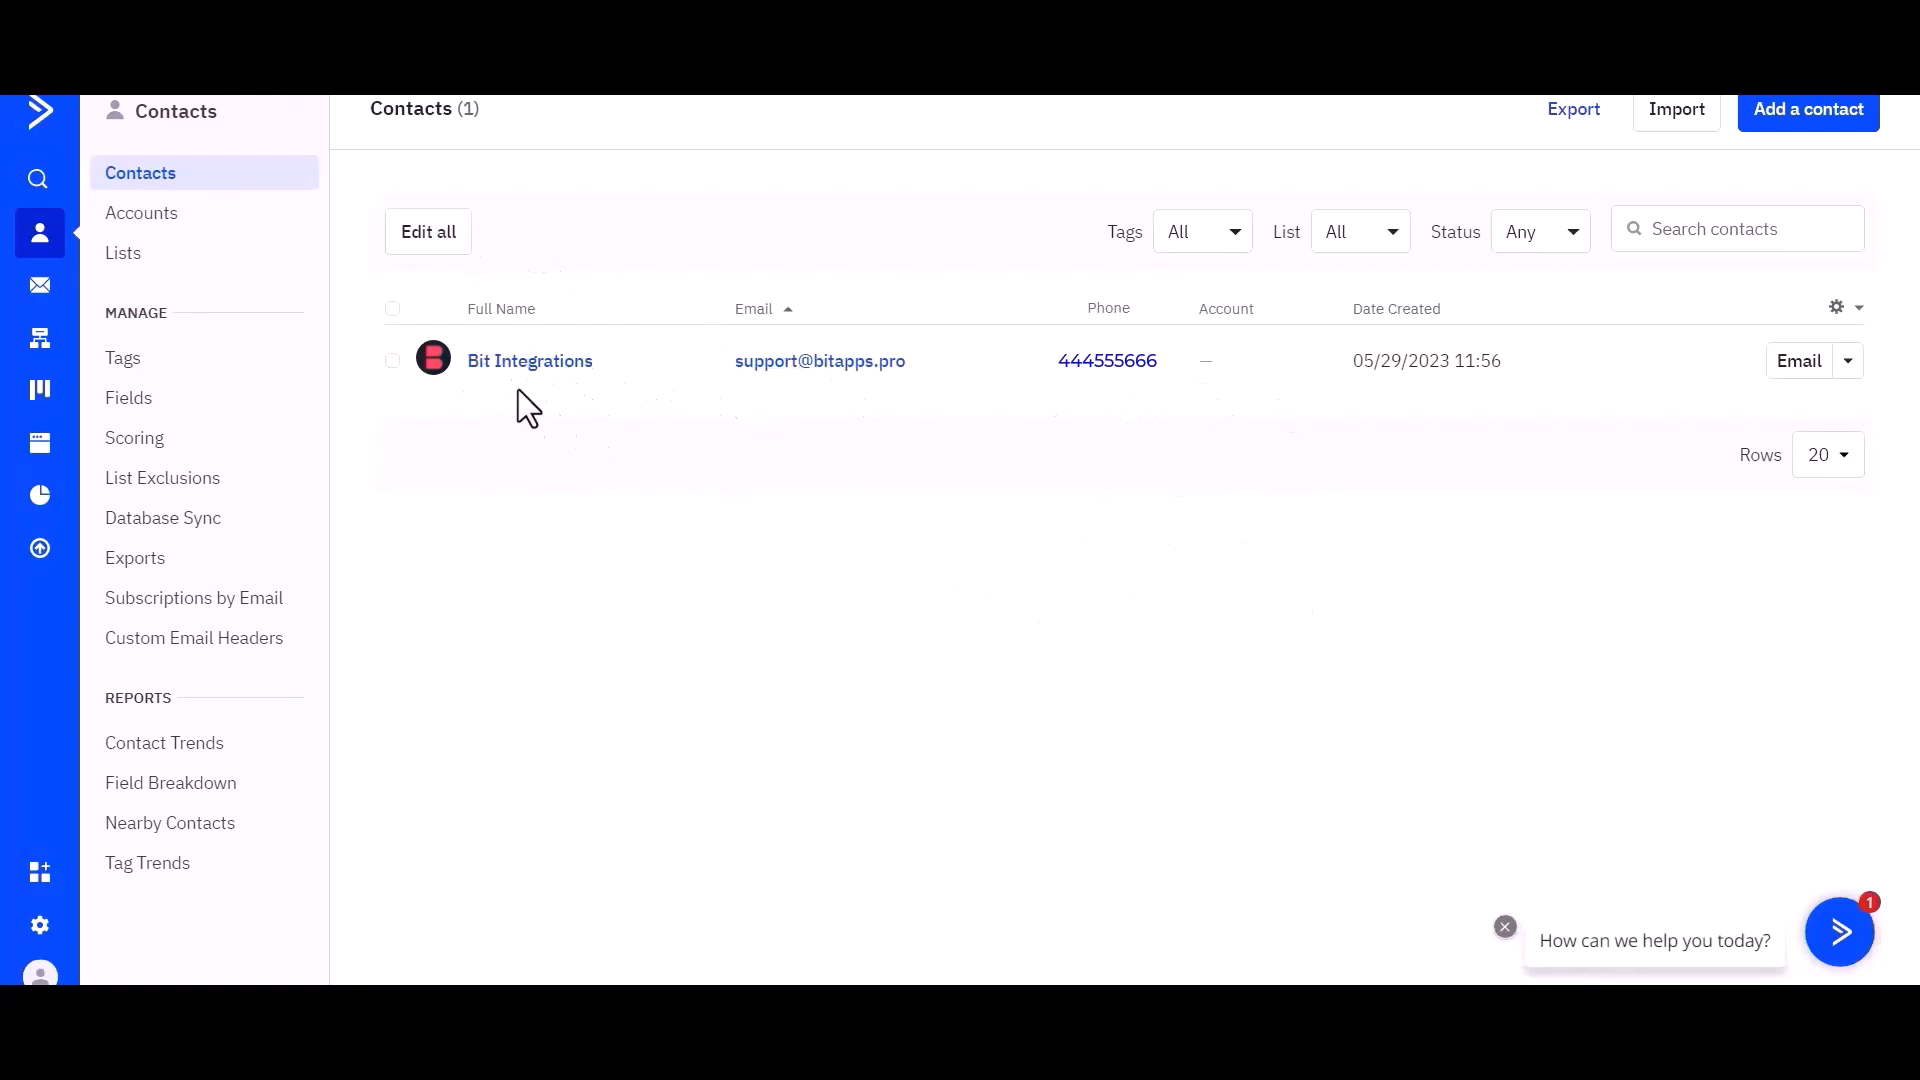 Contacts
Contacts
Accounts
Lists
MANAGE
Tags
Fields
Scoring
List Exclusions
Database Sync
Exports
Subscriptions by Email
Custom Email Headers
REPORTS
Contact Trends
Field Breakdown
Nearby Contacts
Tag Trends
Contacts (1)
Export
Import
Add a contact
Edit all
Tags All
List All
Status Any
Search contacts
Full Name Email Phone Account Date Created
B Bit Integrations support@bitapps.pro 444555666 — 05/29/2023 11:56 Email
Rows 20
How can we help you today?
1